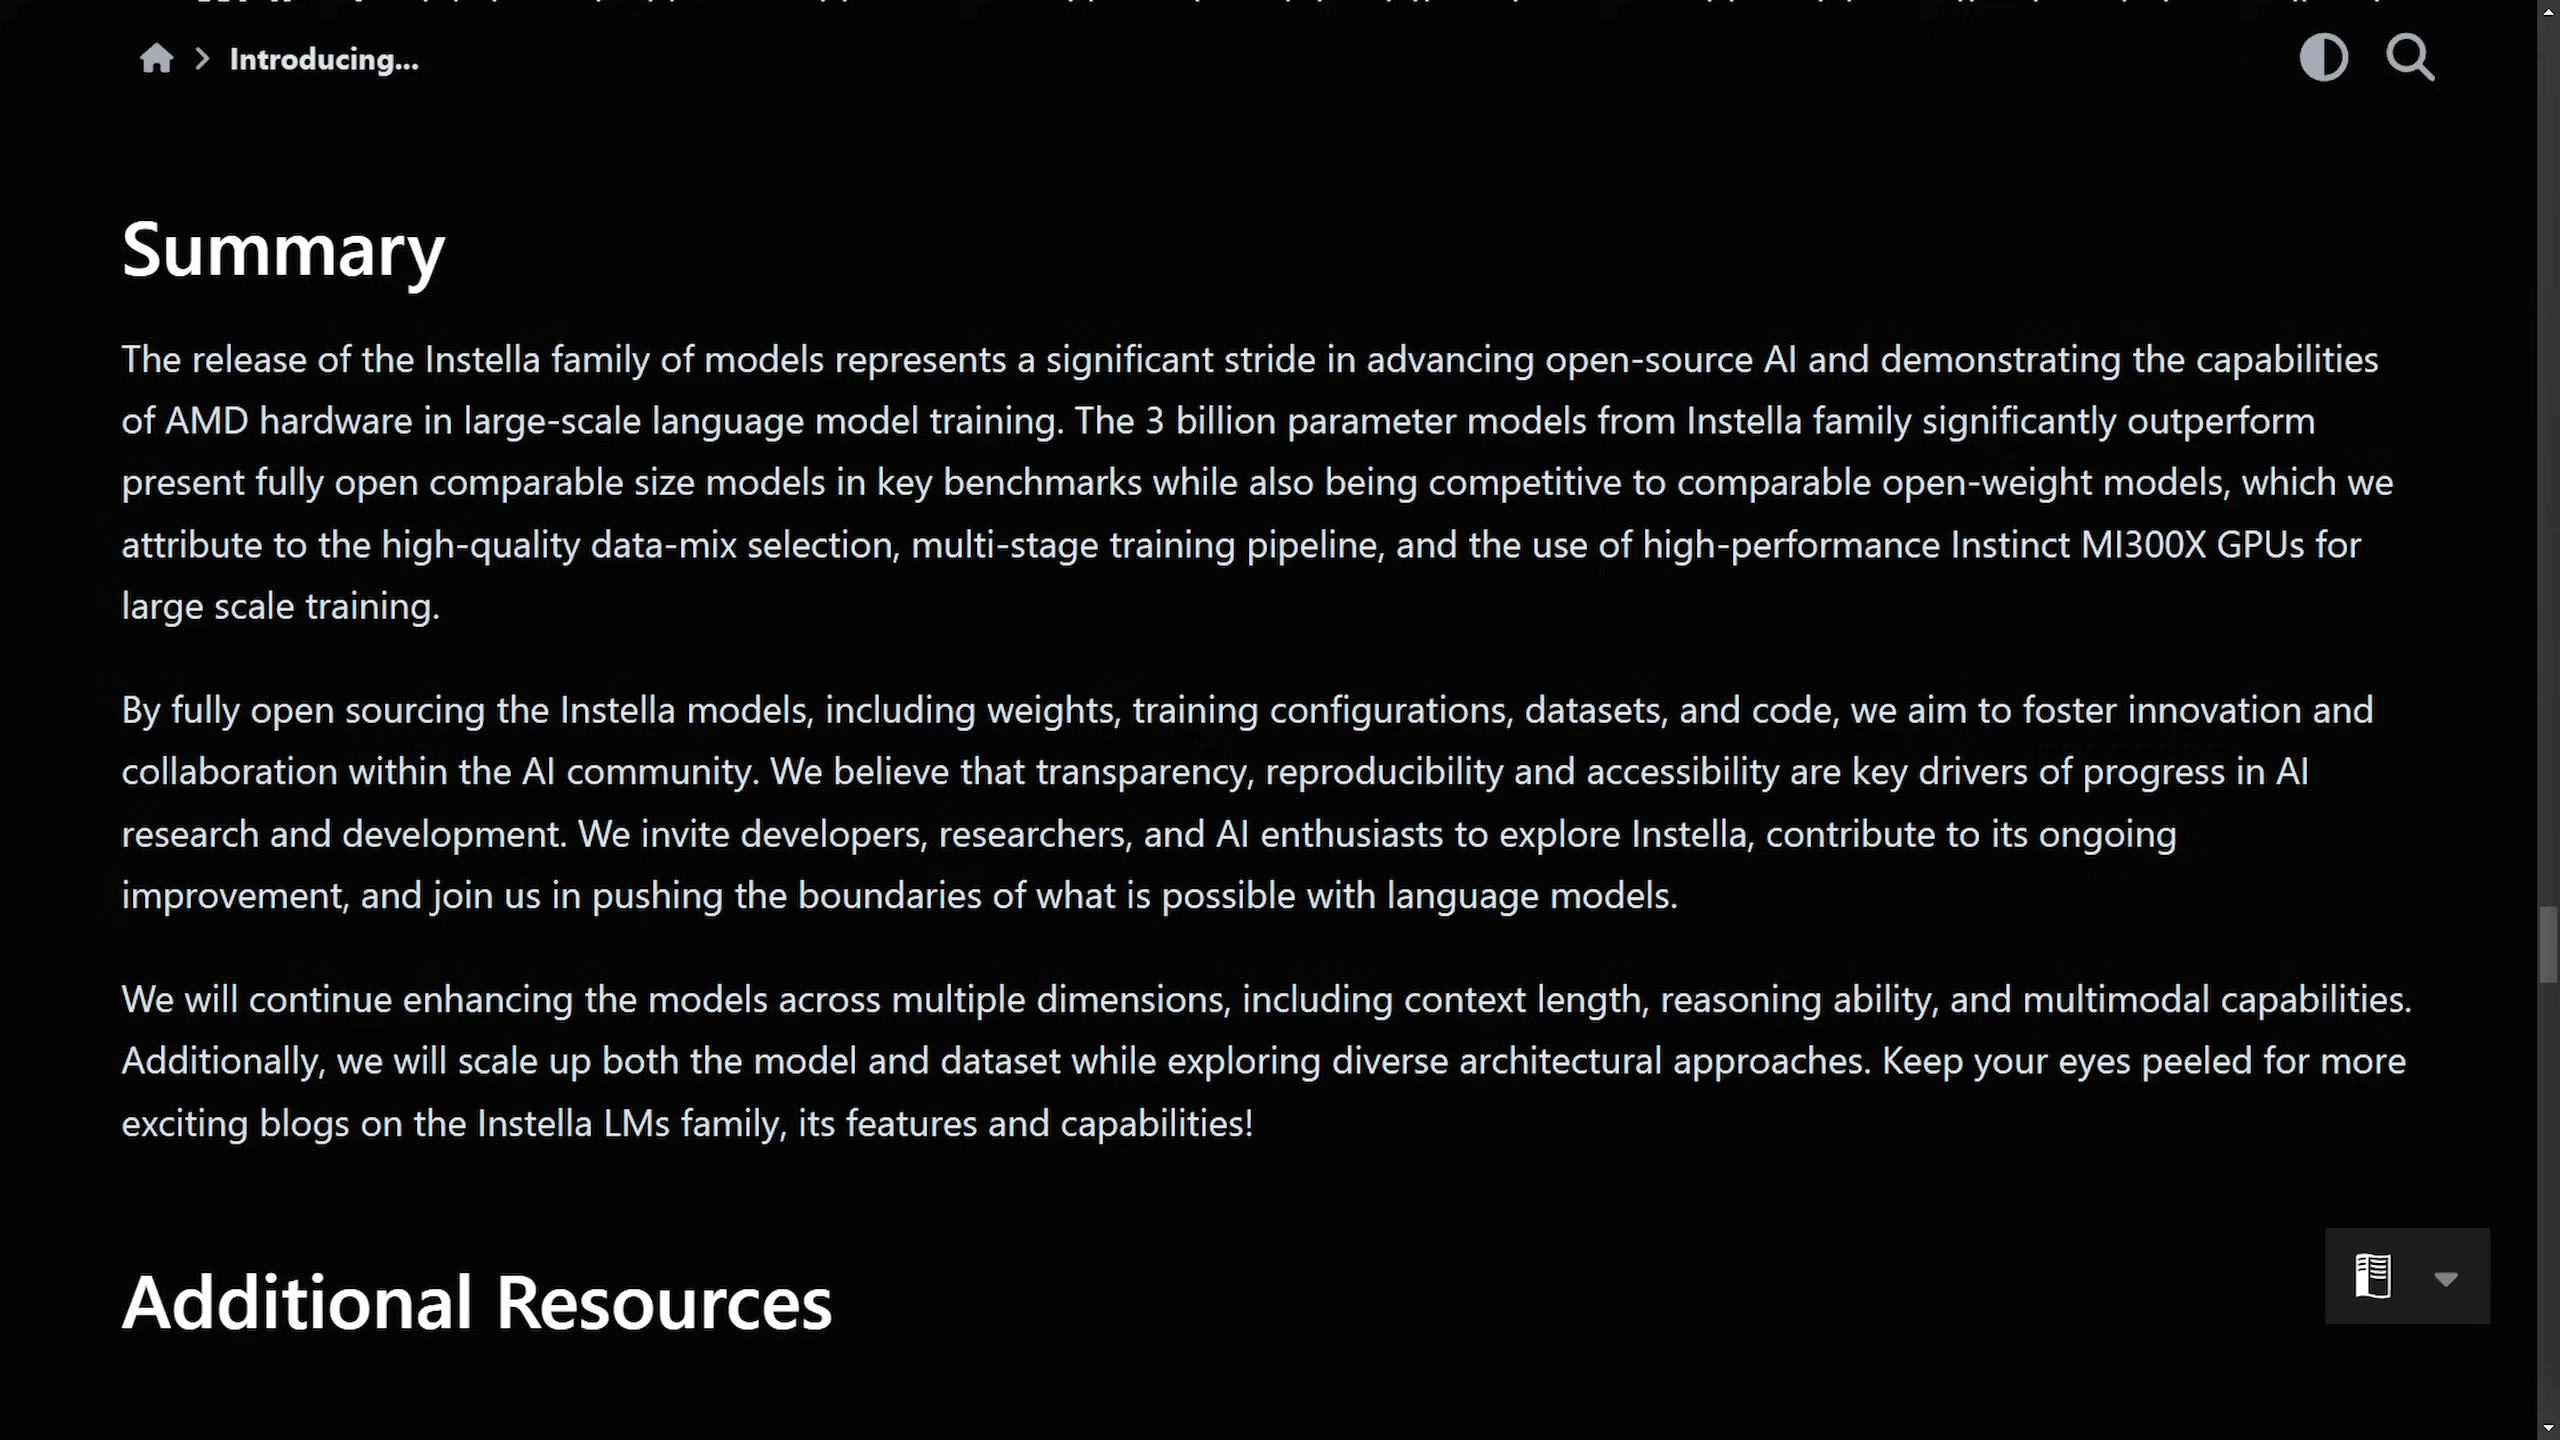 Introducing...
Summary
The release of the Instella family of models represents a significant stride in advancing open-source AI and demonstrating the capabilities
of AMD hardware in large-scale language model training. The 3 billion parameter models from Instella family significantly outperform
present fully open comparable size models in key benchmarks while also being competitive to comparable open-weight models, which we
attribute to the high-quality data-mix selection, multi-stage training pipeline, and the use of high-performance Instinct MI300X GPUs for
large scale training.
By fully open sourcing the Instella models, including weights, training configurations, datasets, and code, we aim to foster innovation and
collaboration within the AI community. We believe that transparency, reproducibility and accessibility are key drivers of progress in AI
research and development. We invite developers, researchers, and AI enthusiasts to explore Instella, contribute to its ongoing
improvement, and join us in pushing the boundaries of what is possible with language models.
We will continue enhancing the models across multiple dimensions, including context length, reasoning ability, and multimodal capabilities.
Additionally, we will scale up both the model and dataset while exploring diverse architectural approaches. Keep your eyes peeled for more
exciting blogs on the Instella LMs family, its features and capabilities!
Additional Resources